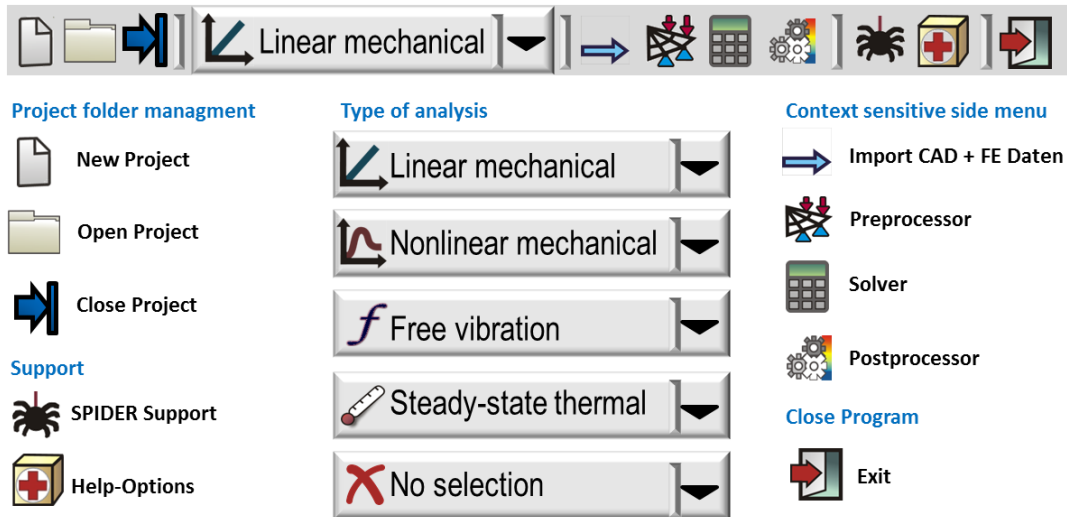 Linear mechanical
Project folder managment
New Project
Open Project
Close Project
Support
SPIDER Support
Help-Options
Type of analysis
Linear mechanical
Nonlinear mechanical
Free vibration
Steady-state thermal
No selection
Context sensitive side menu
Import CAD + FE Daten
Preprocessor
Solver
Postprocessor
Close Program
Exit